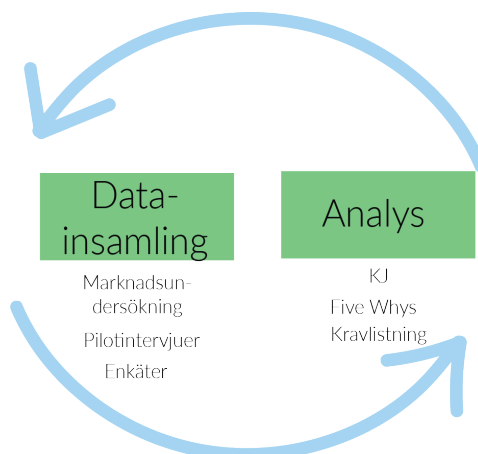 Data-
insamling
Marknadsun-
dersökning
Pilotintervjuer
Enkäter
Analys
KJ
Five Whys
Kravlistning